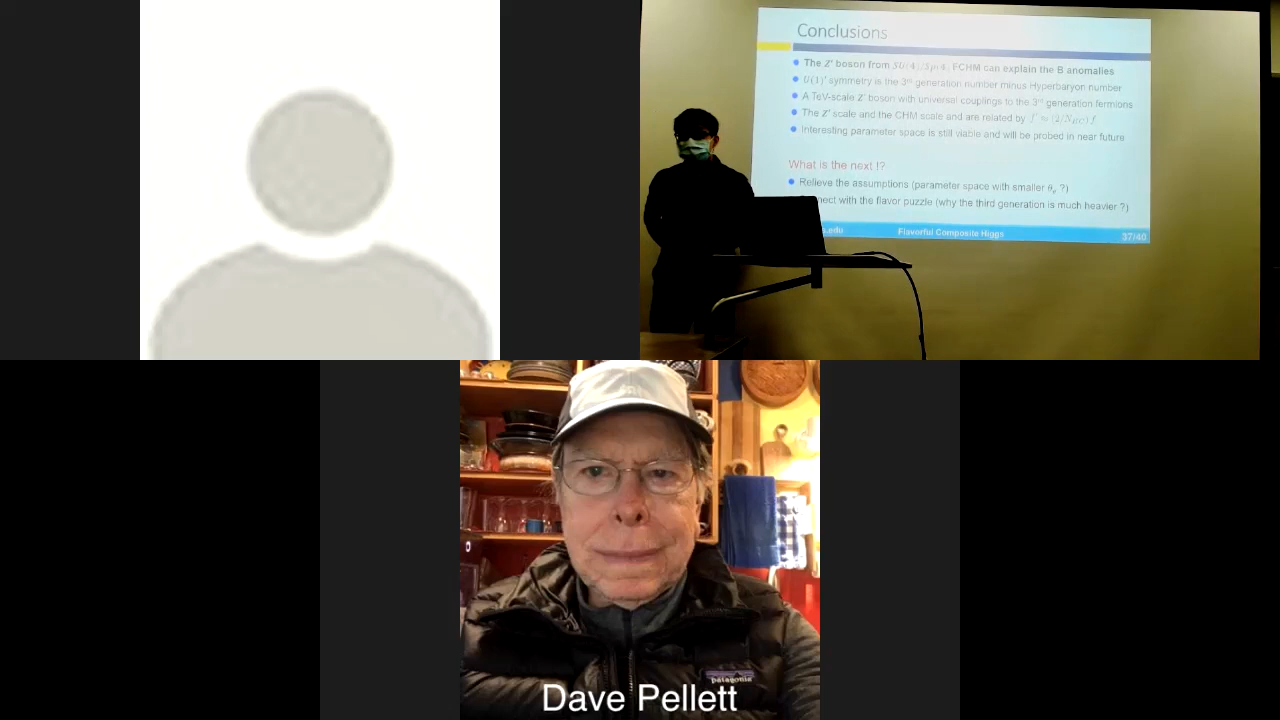 Conclusions
The Z' boson from SU(4)/Sp(4) FCHM can explain the B anomalies
U(1)' symmetry is the 3rd generation number minus Hyperbaryon number
A TeV-scale Z' boson with universal couplings to the 3rd generation fermions
The Z' scale and the CHM scale and are related by
Interesting parameter space is still viable and will be probed in near future
What is the next !?
Relieve the assumptions (parameter space with smaller ?)
with the flavor puzzle (why the third generation is much heavier ?)
.edu
Flavorful Composite Higgs
37/40
patagonia
Dave Pellett